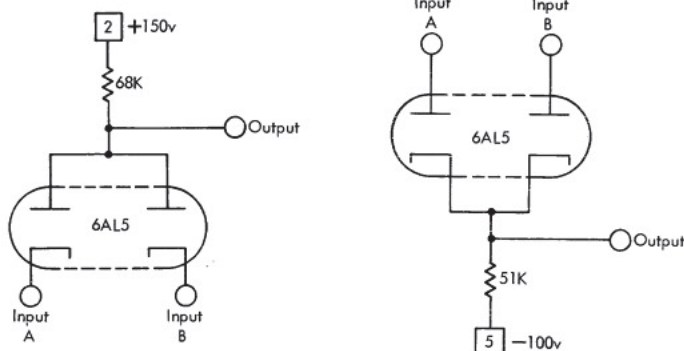 2 +150v
68K
Output
6AL5
Input
A
Input
B
Input
A
Input
B
6AL5
Output
51K
5 −100v